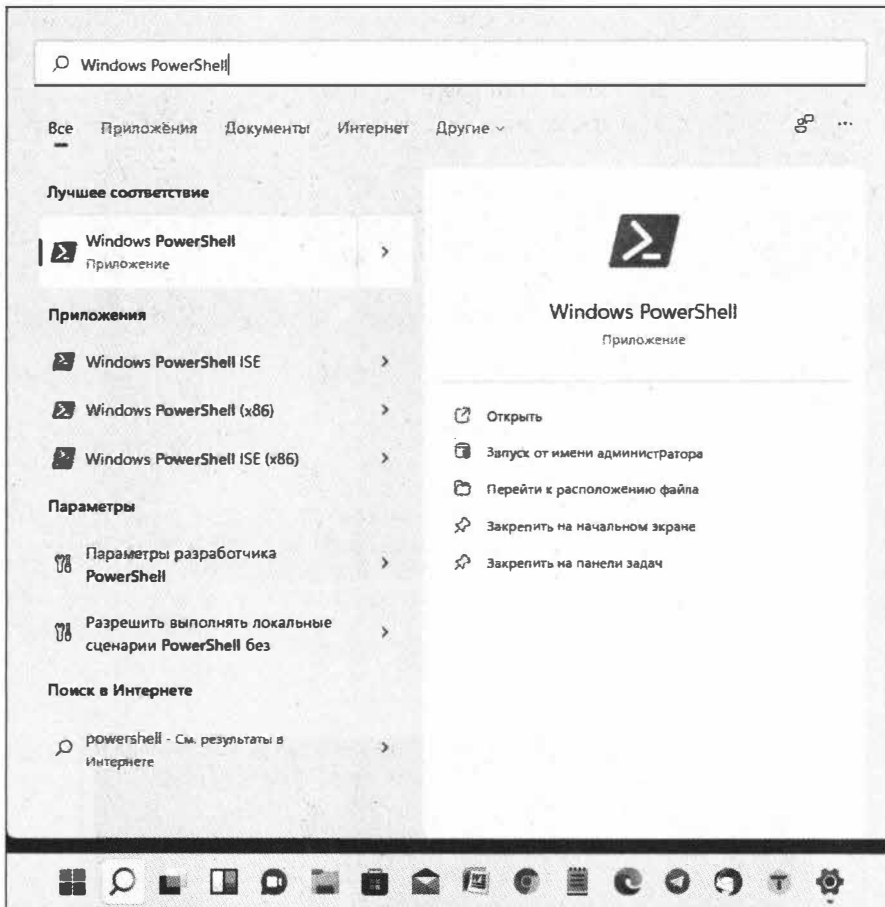 Windows PowerShell
Все Приложения Документы Интернет Другие
Лучшее соответствие
Windows PowerShell
Приложение
Приложения
Windows PowerShell ISE
Windows PowerShell (x86)
Windows PowerShell ISE (x86)
Параметры
Параметры разработчика
PowerShell
Разрешить выполнять локальные
сценарии PowerShell без
Поиск в Интернете
powershell - См. результаты в
Интернете
Windows PowerShell
Приложение
Открыть
Запуск от имени администратора
Перейти к расположению файла
Закрепить на начальном экране
Закрепить на панели задач